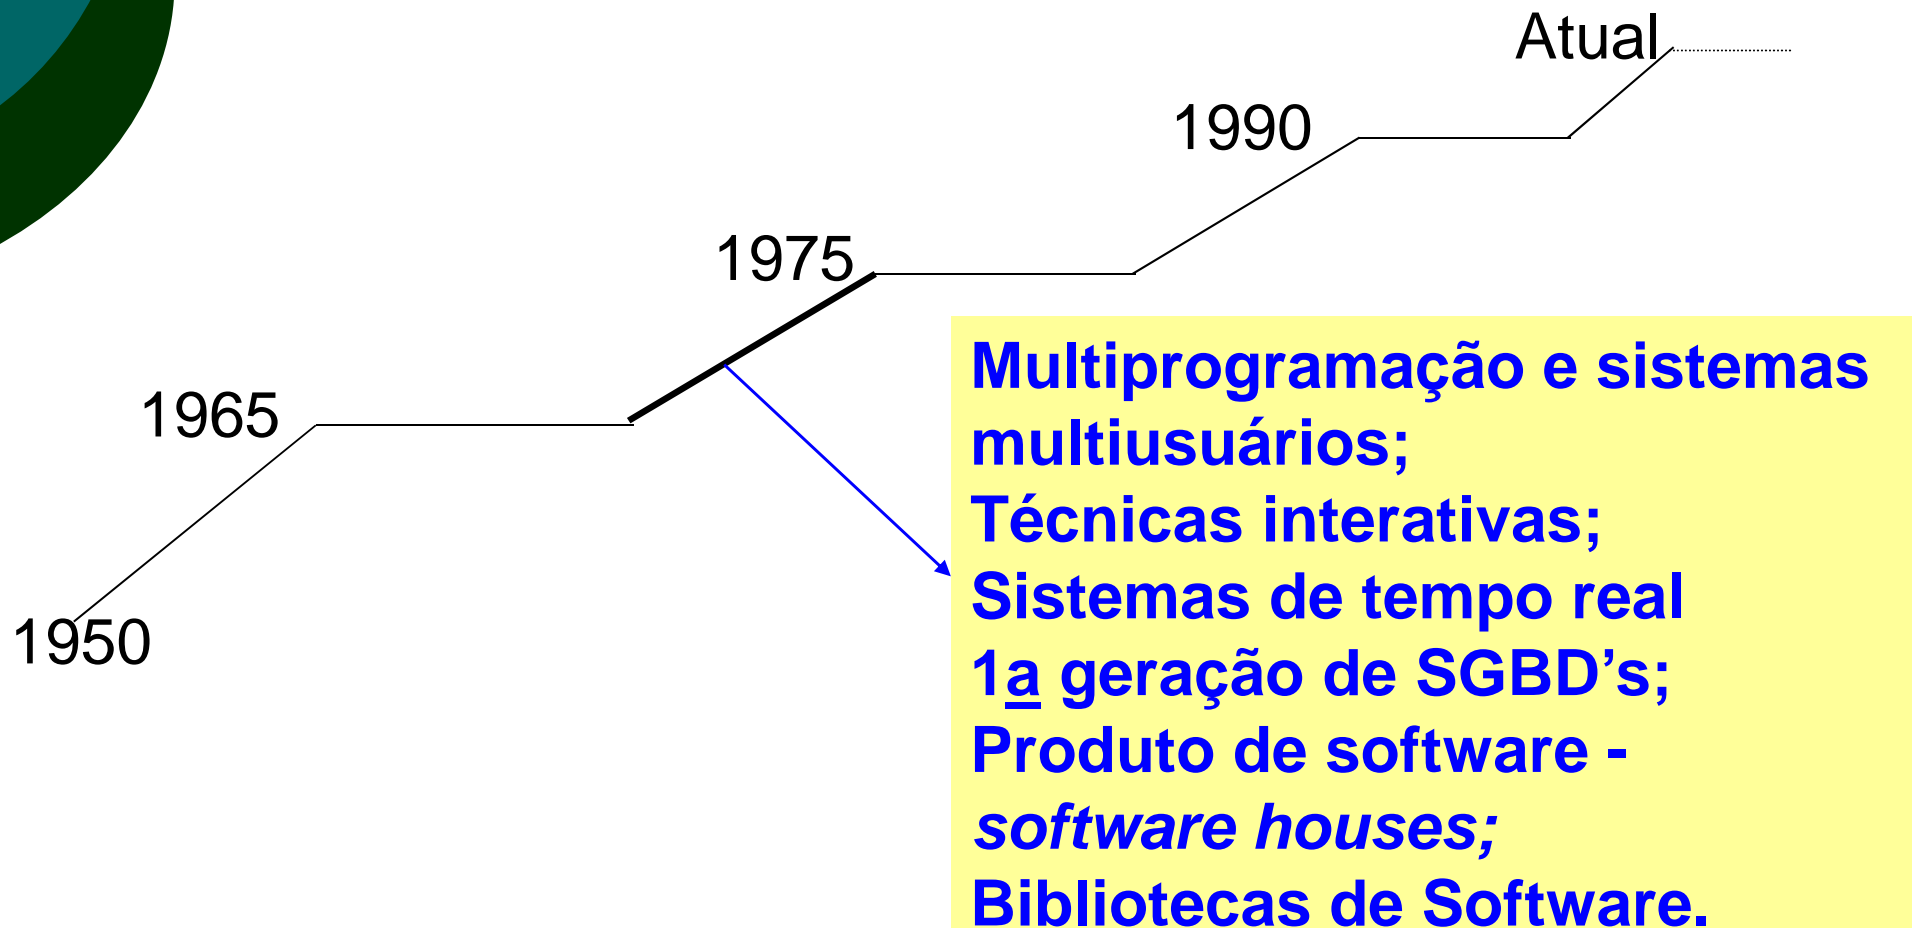 Atual
1990
1975
1965
1950
Multiprogramação e sistemas
multiusuários;
Técnicas interativas;
Sistemas de tempo real
1a geração de SGBD’s;
Produto de software -
software houses;
Bibliotecas de Software.